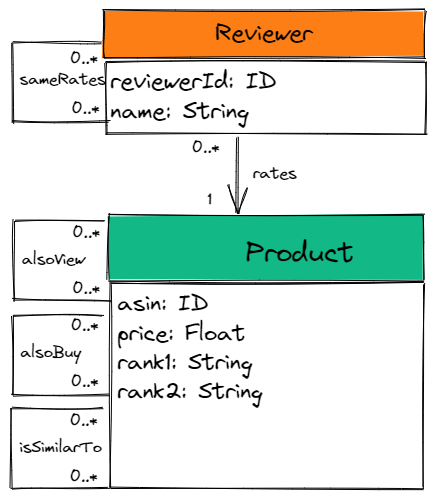 Reviewer
0..*
sameRates
0..*
reviewerId: ID
name: String
0..*
rates
1
Product
0..*
alsoView
0..*
asin: ID
price: Float
rank1: String
rank2: String
0..*
alsoBuy
0..*
0..*
isSimilarTo
0..*